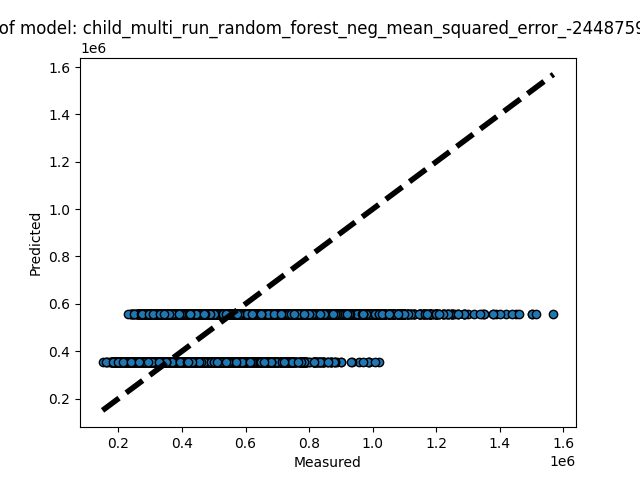 of model: child_multi_run_random_forest_neg_mean_squared_error_-2448759
1e6
1.6
1.4
1.2
1.0
0.8
0.6
0.4
0.2
Predicted
0.2 0.4 0.6 0.8 1.0 1.2 1.4 1.6
Measured
1e6